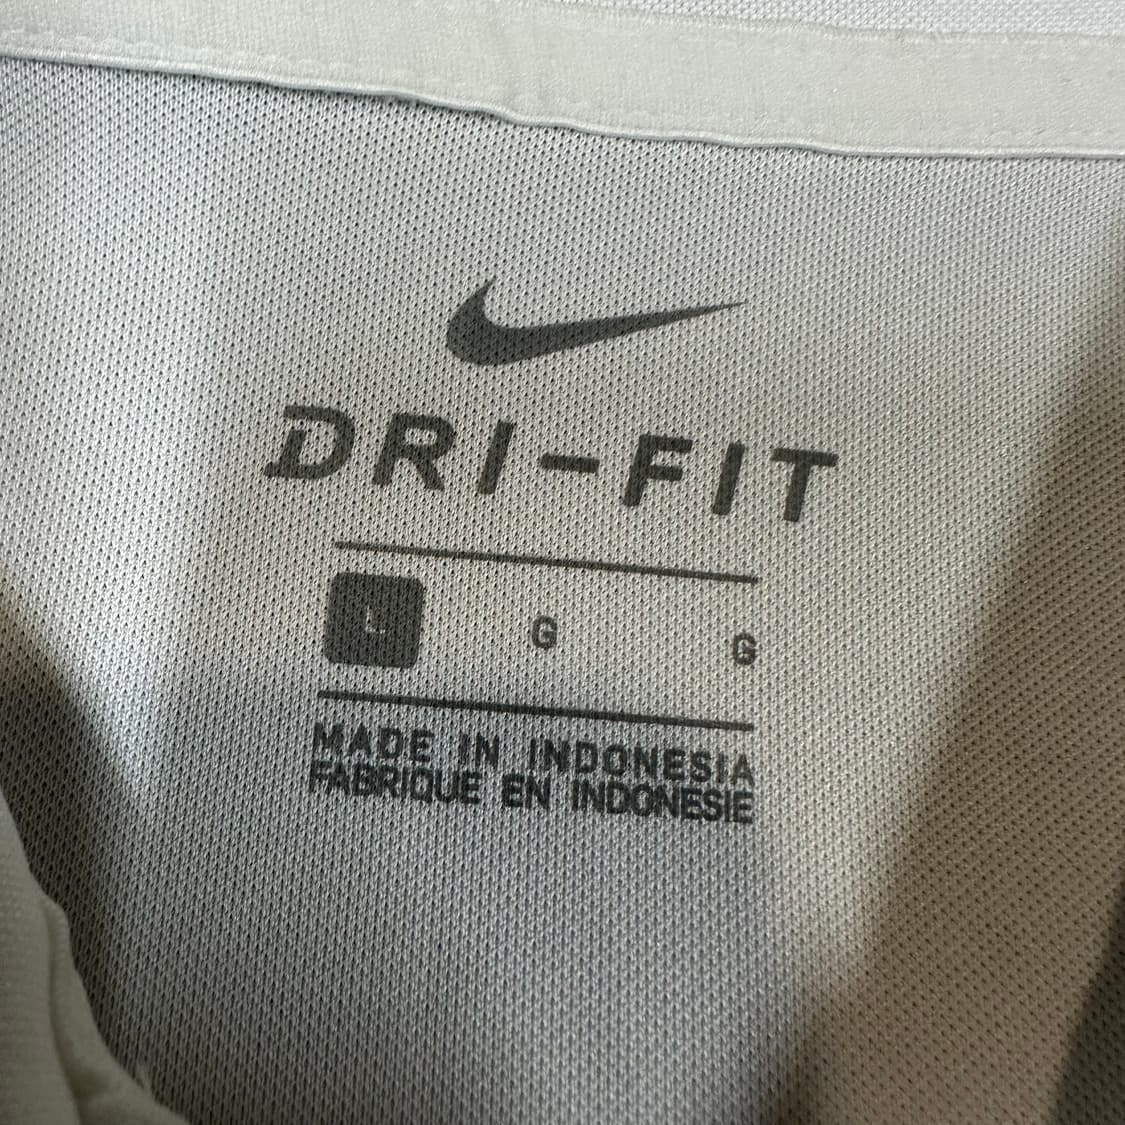 DRI-FIT
L G G
MADE IN INDONESIA
FABRIQUE EN INDONESIE